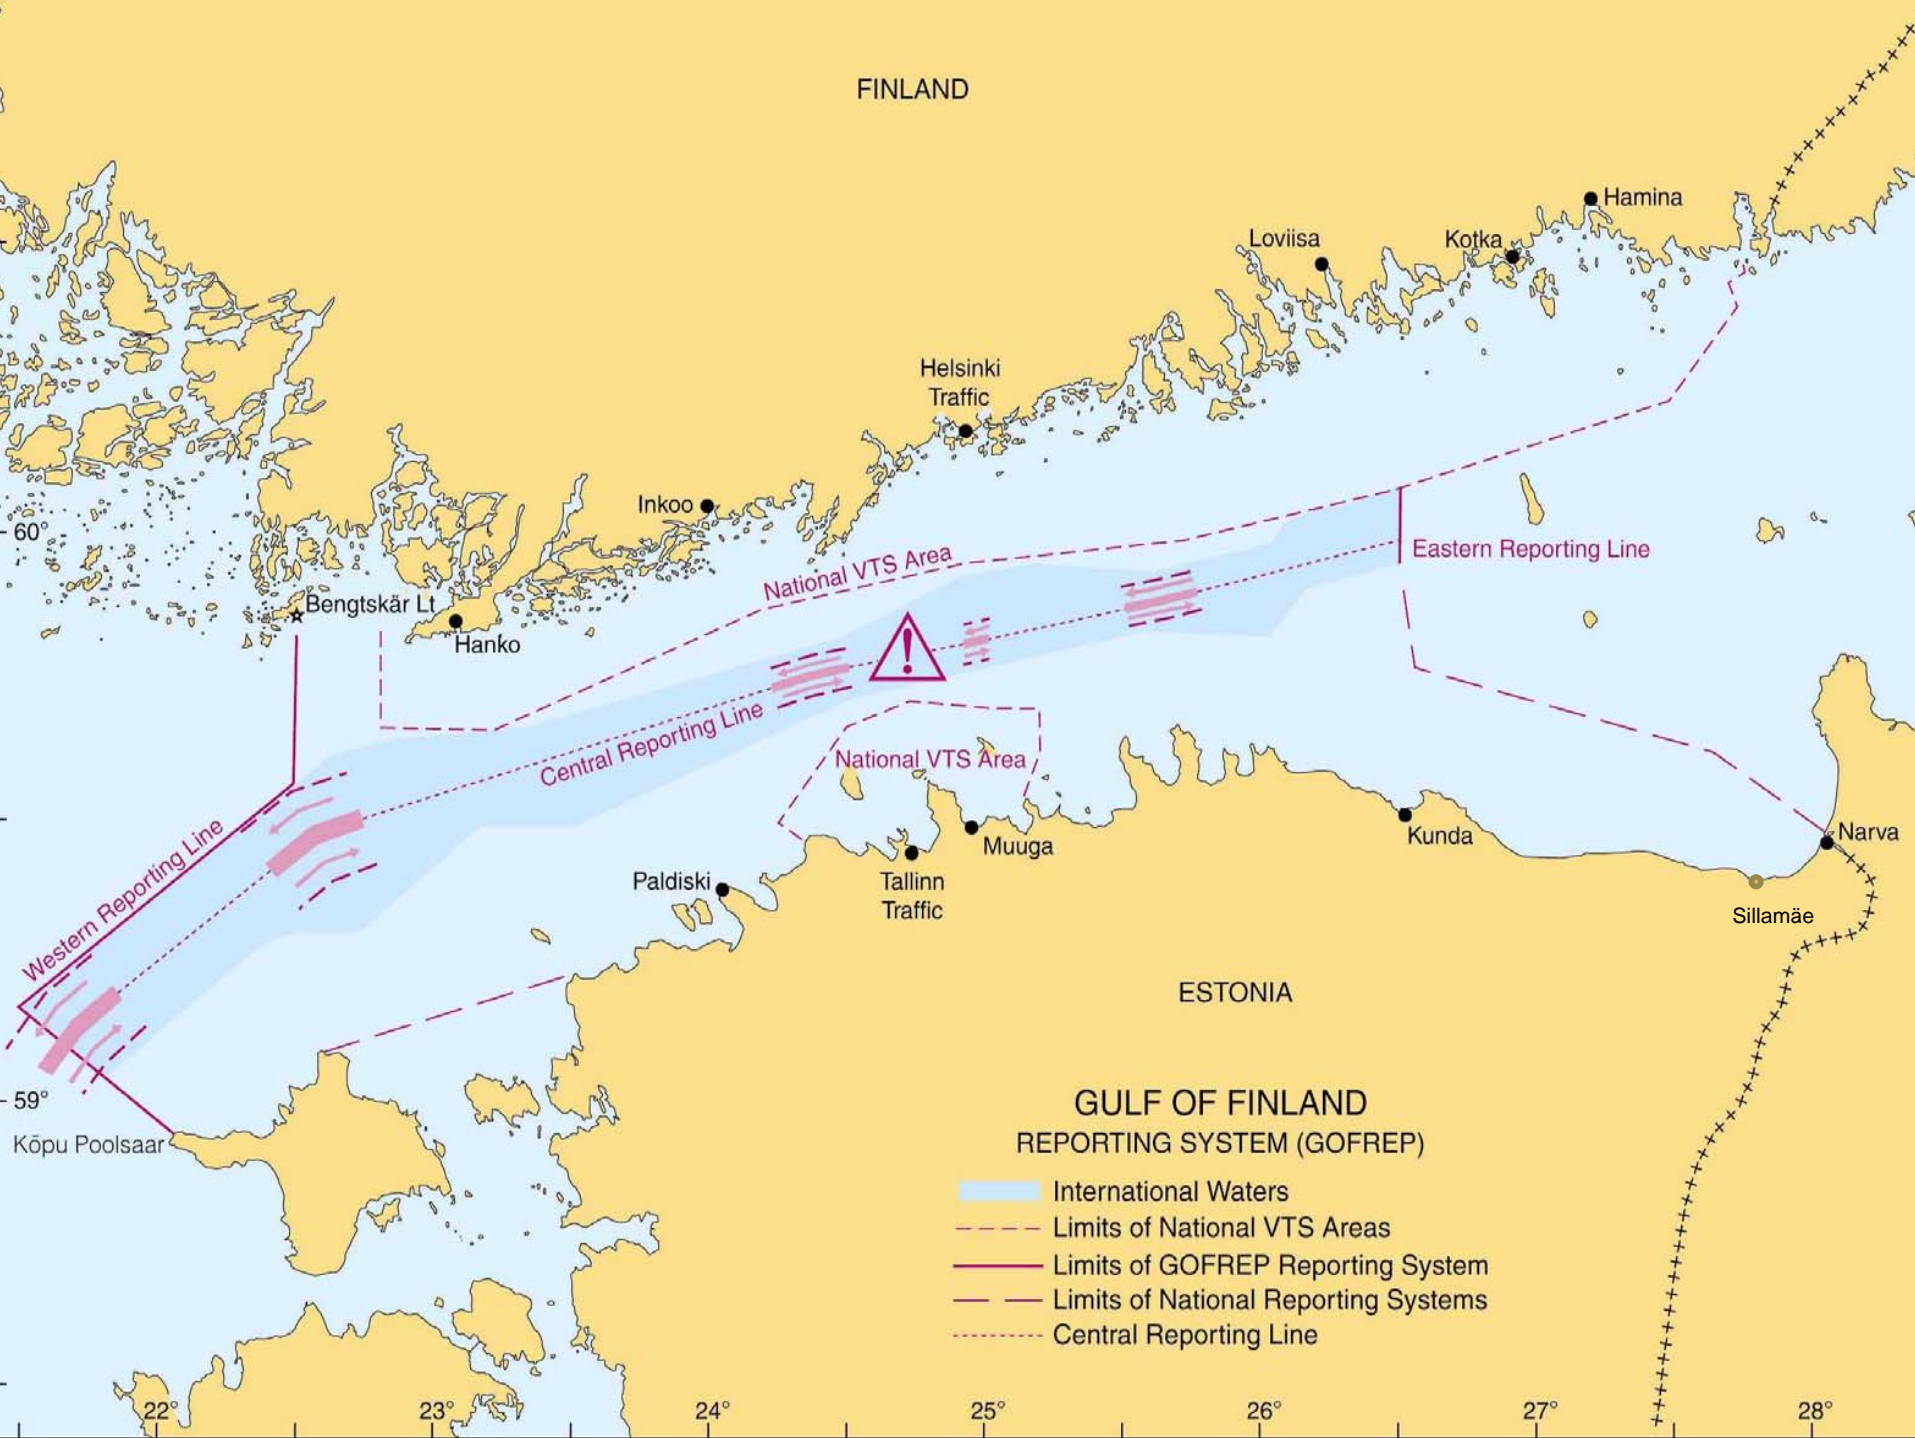 FINLAND
Hamina
Loviisa
Kotka
Helsinki
Traffic
Inkoo
60°
National VTS Area
Eastern Reporting Line
Bengtskär Lt
Hanko
!
Central Reporting Line
National VTS Area
Western Reporting Line
Kunda
Narva
Muuga
Paldiski
Tallinn
Traffic
Sillamäe
ESTONIA
59°
Kõpu Poolsaar
GULF OF FINLAND
REPORTING SYSTEM (GOFREP)
International Waters
Limits of National VTS Areas
Limits of GOFREP Reporting System
Limits of National Reporting Systems
Central Reporting Line
22° 23° 24° 25° 26° 27° 28°